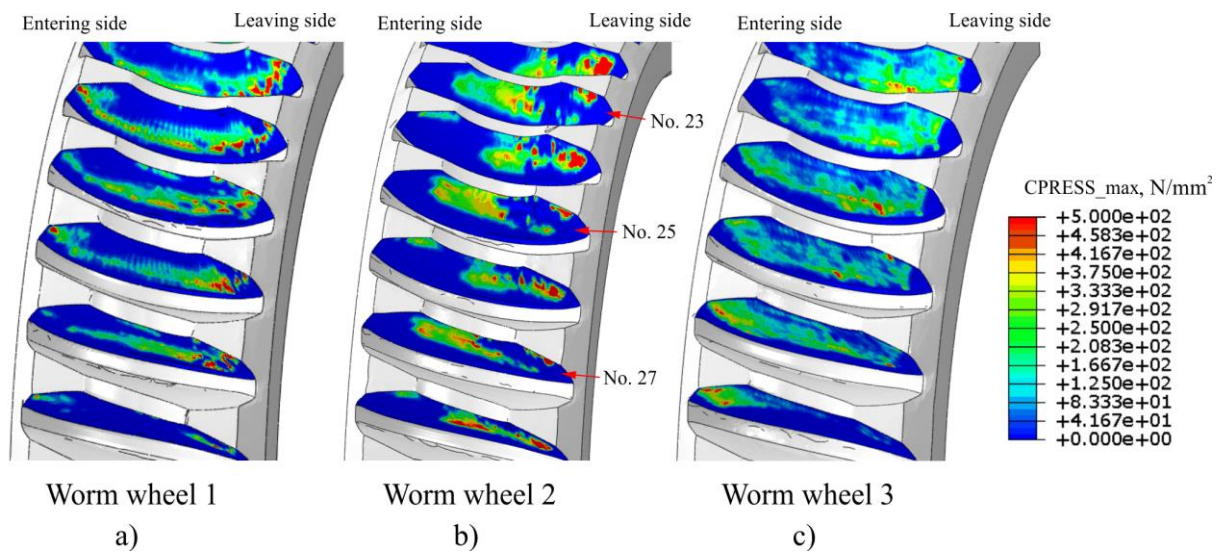 Entering side Leaving side Entering side Leaving side Entering side Leaving side
No. 23
No. 25
No. 27
CPRESS_max, N/mm²
+5.000e+02
+4.583e+02
+4.167e+02
+3.750e+02
+3.333e+02
+2.917e+02
+2.500e+02
+2.083e+02
+1.667e+02
+1.250e+02
+8.333e+01
+4.167e+01
+0.000e+00
Worm wheel 1 Worm wheel 2 Worm wheel 3
a) b) c)